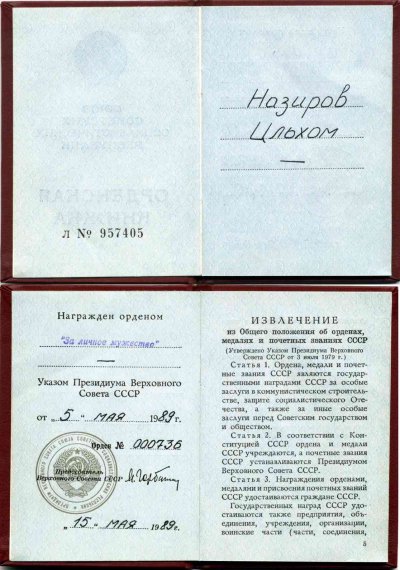 Л № 957405
Назиров
Цльхом
—
Награжден орденом
"За личное мужество"
—
Указом Президиума Верховного
Совета СССР
от „5" мая 1989г.
Орден № 000736
Председатель
Верховного Совета СССР
„15" мая 1989г.
ИЗВЛЕЧЕНИЕ
из Общего положения об орденах,
медалях и почетных званиях СССР
(Утверждено Указом Президиума Верховного
Совета СССР от 3 июля 1979 г.)
Статья 1. Ордена, медали и почет-
ные звания СССР являются государ-
ственными наградами СССР за особые
заслуги в коммунистическом строитель-
стве, защите социалистического Отече-
ства, а также за иные особые заслуги
перед Советским государством
и обществом.
Статья 2. В соответствии с Кон-
ституцией СССР ордена и медали
СССР учреждаются, а почетные звания
СССР устанавливаются Президиумом
Верховного Совета СССР.
Статья 3. Награждения орденами,
медалями и присвоения почетных званий
СССР удостаиваются граждане СССР.
Государственных наград СССР удо-
стаиваются также предприятия, объ-
единения, учреждения, организации,
воинские части (части, соединения,
5